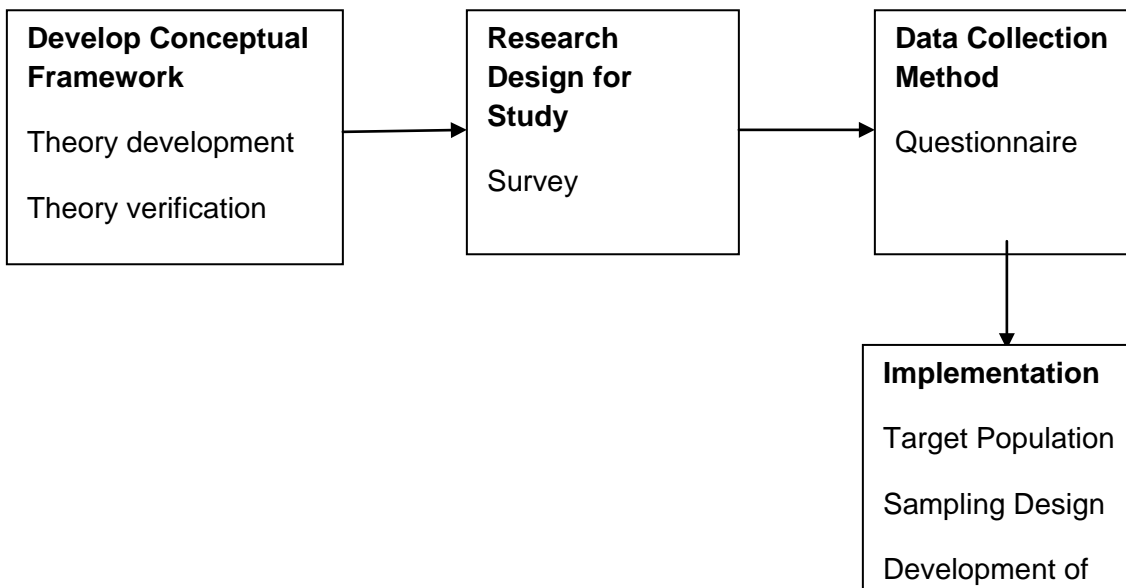 Develop Conceptual
Framework
Theory development
Theory verification
Research
Design for
Study
Survey
Data Collection
Method
Questionnaire
Implementation
Target Population
Sampling Design
Development of